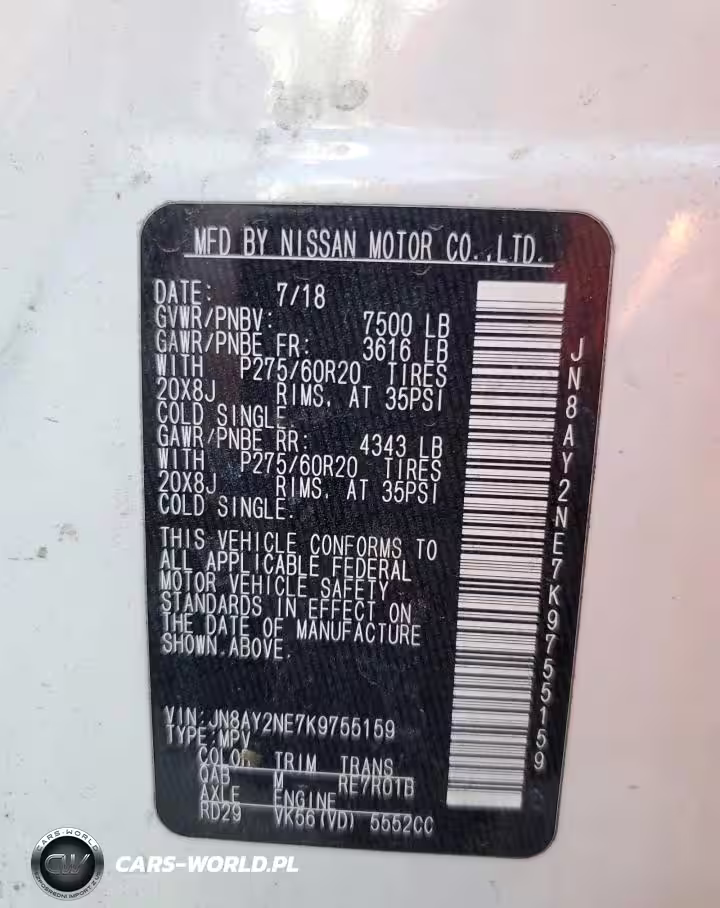 MFD BY NISSAN MOTOR CO.,LTD.
DATE: 7/18
GVWR/PNBV: 7500 LB
GAWR/PNBE FR: 3616 LB
WITH P275/60R20 TIRES
20X8J RIMS, AT 35PSI
COLD SINGLE.
GAWR/PNBE RR: 4343 LB
WITH P275/60R20 TIRES
20X8J RIMS, AT 35PSI
COLD SINGLE.
THIS VEHICLE CONFORMS TO
ALL APPLICABLE FEDERAL
MOTOR VEHICLE SAFETY
STANDARDS IN EFFECT ON
THE DATE OF MANUFACTURE
SHOWN ABOVE.
VIN: JN8AY2NE7K9755159
TYPE: MPV
COLOR TRIM TRANS
QAB M RE7R01B
AXLE ENGINE
RD29 VK56(VD) 5552CC
JN8AY2NE7K9755159
CARS-WORLD
CW
CARS-WORLD.PL